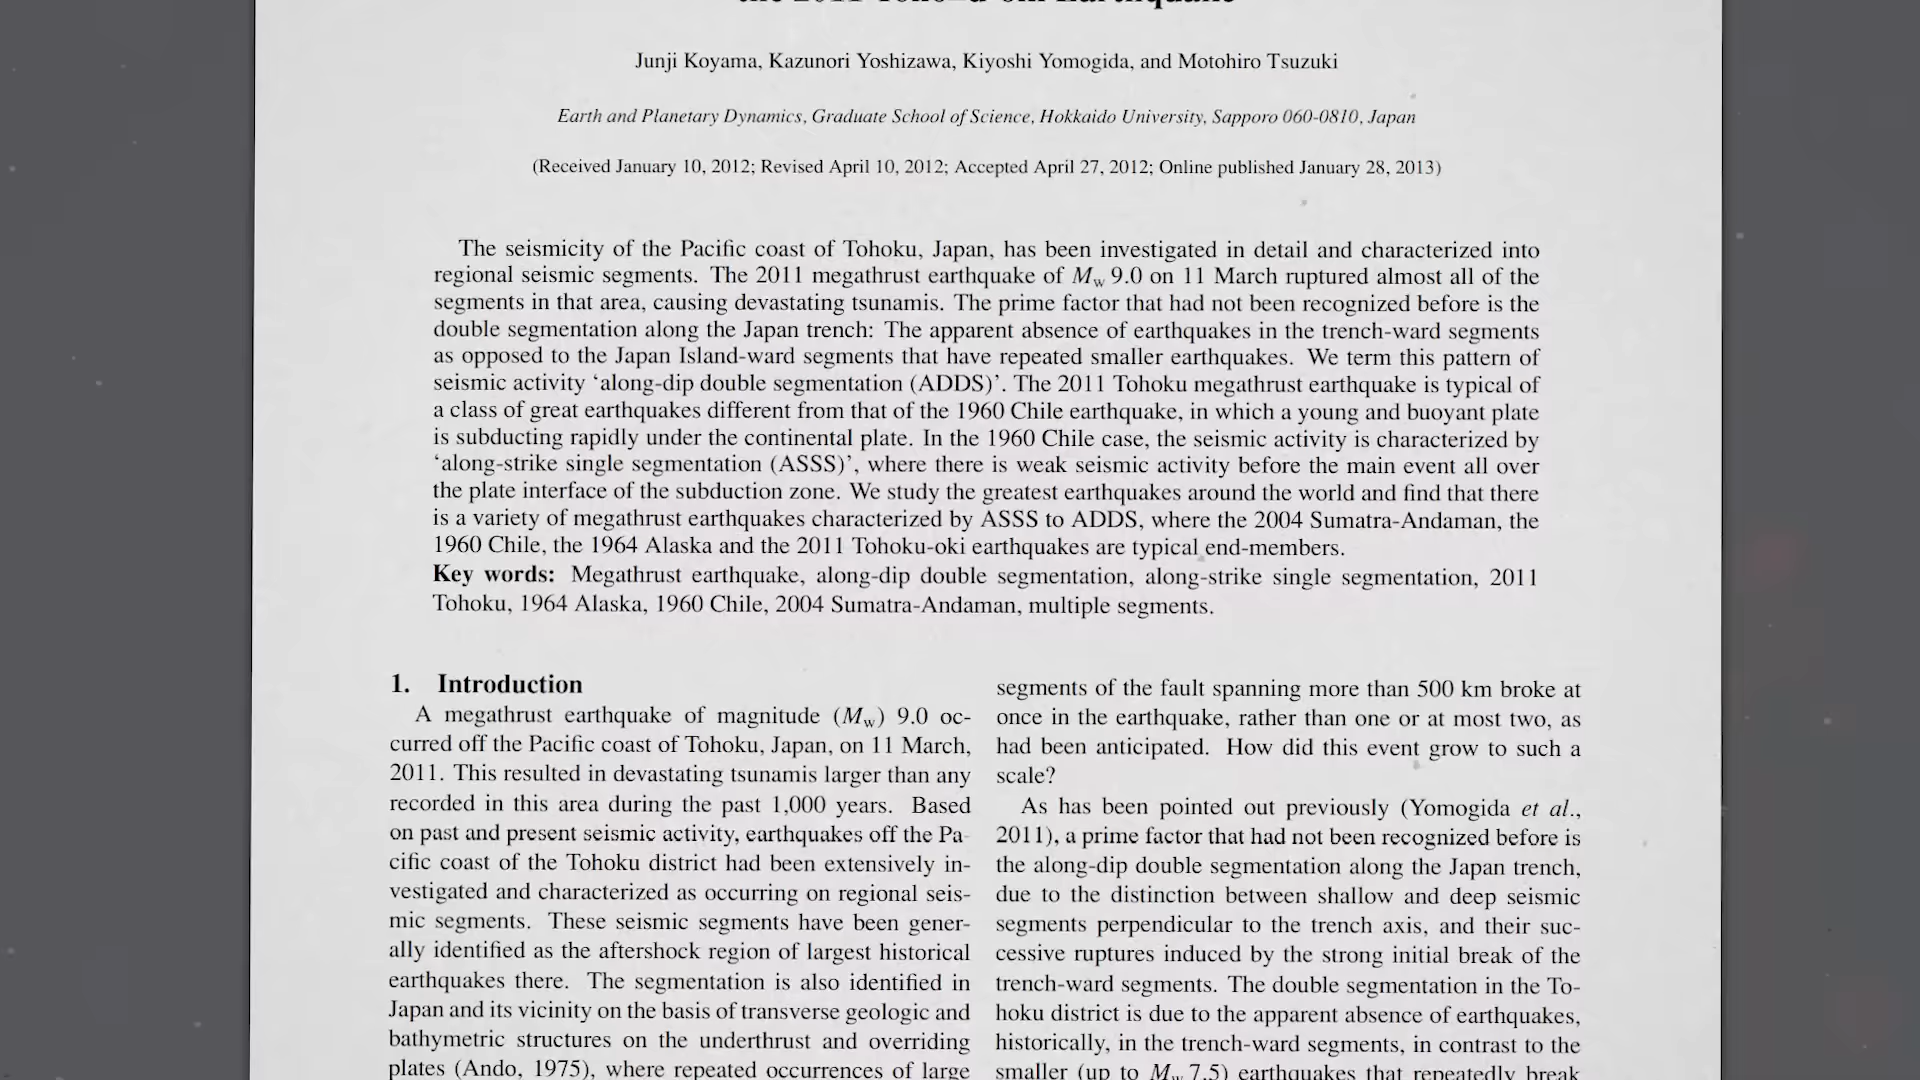 the 2011 Tohoku-oki Earthquake
Junji Koyama, Kazunori Yoshizawa, Kiyoshi Yomogida, and Motohiro Tsuzuki
Earth and Planetary Dynamics, Graduate School of Science, Hokkaido University, Sapporo 060-0810, Japan
(Received January 10, 2012; Revised April 10, 2012; Accepted April 27, 2012; Online published January 28, 2013)
The seismicity of the Pacific coast of Tohoku, Japan, has been investigated in detail and characterized into
regional seismic segments. The 2011 megathrust earthquake of Mw 9.0 on 11 March ruptured almost all of the
segments in that area, causing devastating tsunamis. The prime factor that had not been recognized before is the
double segmentation along the Japan trench: The apparent absence of earthquakes in the trench-ward segments
as opposed to the Japan Island-ward segments that have repeated smaller earthquakes. We term this pattern of
seismic activity ‘along-dip double segmentation (ADDS)’. The 2011 Tohoku megathrust earthquake is typical of
a class of great earthquakes different from that of the 1960 Chile earthquake, in which a young and buoyant plate
is subducting rapidly under the continental plate. In the 1960 Chile case, the seismic activity is characterized by
‘along-strike single segmentation (ASSS)’, where there is weak seismic activity before the main event all over
the plate interface of the subduction zone. We study the greatest earthquakes around the world and find that there
is a variety of megathrust earthquakes characterized by ASSS to ADDS, where the 2004 Sumatra-Andaman, the
1960 Chile, the 1964 Alaska and the 2011 Tohoku-oki earthquakes are typical end-members.
Key words: Megathrust earthquake, along-dip double segmentation, along-strike single segmentation, 2011
Tohoku, 1964 Alaska, 1960 Chile, 2004 Sumatra-Andaman, multiple segments.
1. Introduction
A megathrust earthquake of magnitude (Mw) 9.0 oc-
curred off the Pacific coast of Tohoku, Japan, on 11 March,
2011. This resulted in devastating tsunamis larger than any
recorded in this area during the past 1,000 years. Based
on past and present seismic activity, earthquakes off the Pa-
cific coast of the Tohoku district had been extensively in-
vestigated and characterized as occurring on regional seis-
mic segments. These seismic segments have been gener-
ally identified as the aftershock region of largest historical
earthquakes there. The segmentation is also identified in
Japan and its vicinity on the basis of transverse geologic and
bathymetric structures on the underthrust and overriding
plates (Ando, 1975), where repeated occurrences of large
segments of the fault spanning more than 500 km broke at
once in the earthquake, rather than one or at most two, as
had been anticipated. How did this event grow to such a
scale?
As has been pointed out previously (Yomogida et al.,
2011), a prime factor that had not been recognized before is
the along-dip double segmentation along the Japan trench,
due to the distinction between shallow and deep seismic
segments perpendicular to the trench axis, and their suc-
cessive ruptures induced by the strong initial break of the
trench-ward segments. The double segmentation in the To-
hoku district is due to the apparent absence of earthquakes,
historically, in the trench-ward segments, in contrast to the
smaller (up to Mw 7.5) earthquakes that repeatedly break